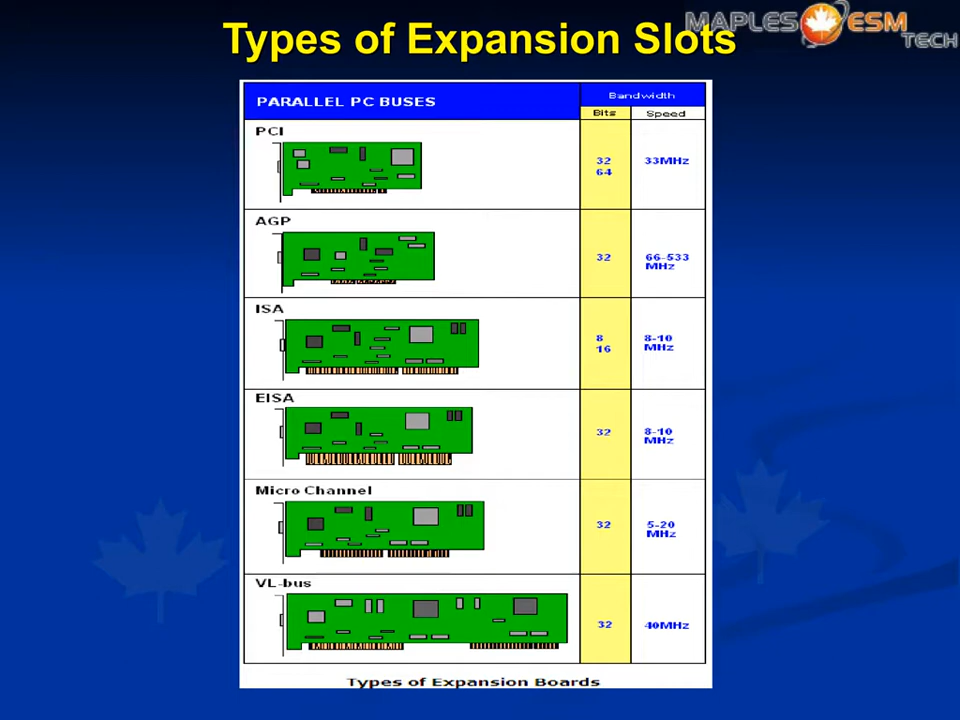 Types of Expansion Slots
MAPLES ESM
TECH
PARALLEL PC BUSES
Bandwidth
Bits
Speed
PCI
32
64
33MHz
AGP
32
66-533
MHz
ISA
8
16
8-10
MHz
EISA
32
8-10
MHz
Micro Channel
32
5-20
MHz
VL-bus
32
40MHz
Types of Expansion Boards